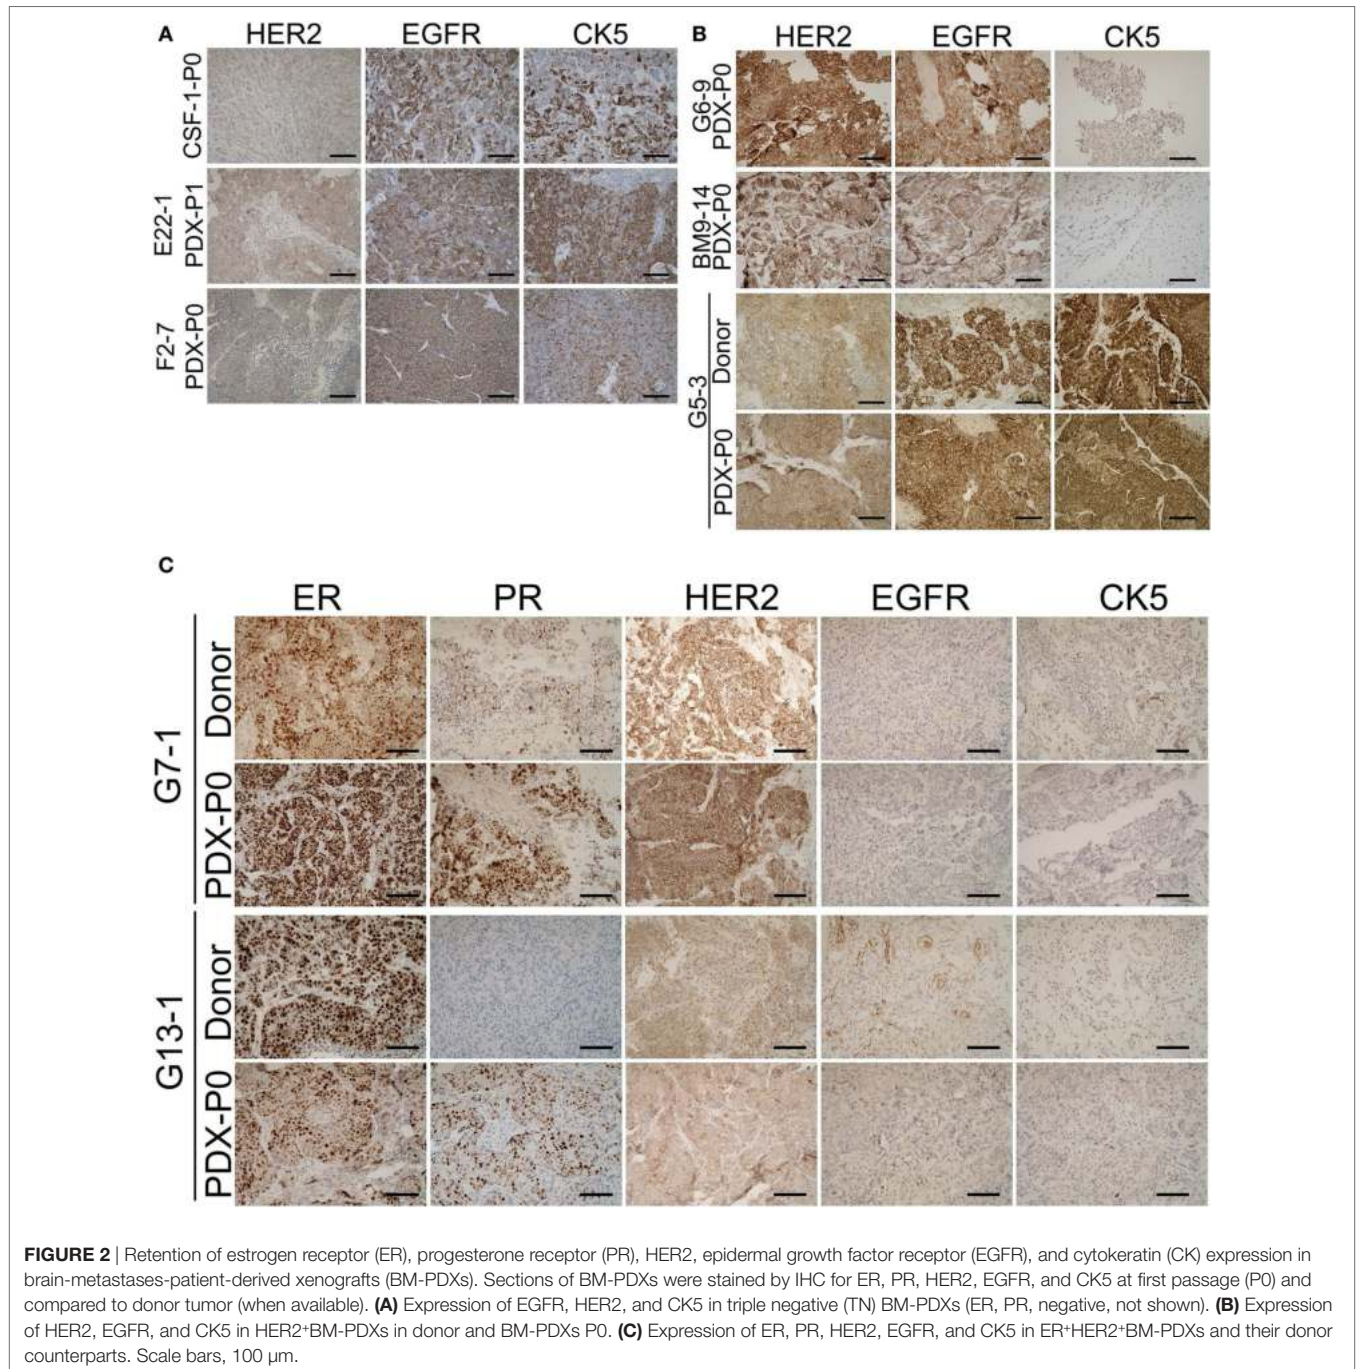 A
HER2 EGFR CK5
CSF-1-P0
E22-1
PDX-P1
F2-7
PDX-P0
B
HER2 EGFR CK5
G6-9
PDX-P0
BM9-14
PDX-P0
G5-3
Donor
PDX-P0
C
ER PR HER2 EGFR CK5
G7-1
Donor
PDX-P0
G13-1
Donor
PDX-P0
FIGURE 2 | Retention of estrogen receptor (ER), progesterone receptor (PR), HER2, epidermal growth factor receptor (EGFR), and cytokeratin (CK) expression in
brain-metastases-patient-derived xenografts (BM-PDXs). Sections of BM-PDXs were stained by IHC for ER, PR, HER2, EGFR, and CK5 at first passage (P0) and
compared to donor tumor (when available). (A) Expression of EGFR, HER2, and CK5 in triple negative (TN) BM-PDXs (ER, PR, negative, not shown). (B) Expression
of HER2, EGFR, and CK5 in HER2⁺BM-PDXs in donor and BM-PDXs P0. (C) Expression of ER, PR, HER2, EGFR, and CK5 in ER⁺HER2⁺BM-PDXs and their donor
counterparts. Scale bars, 100 µm.